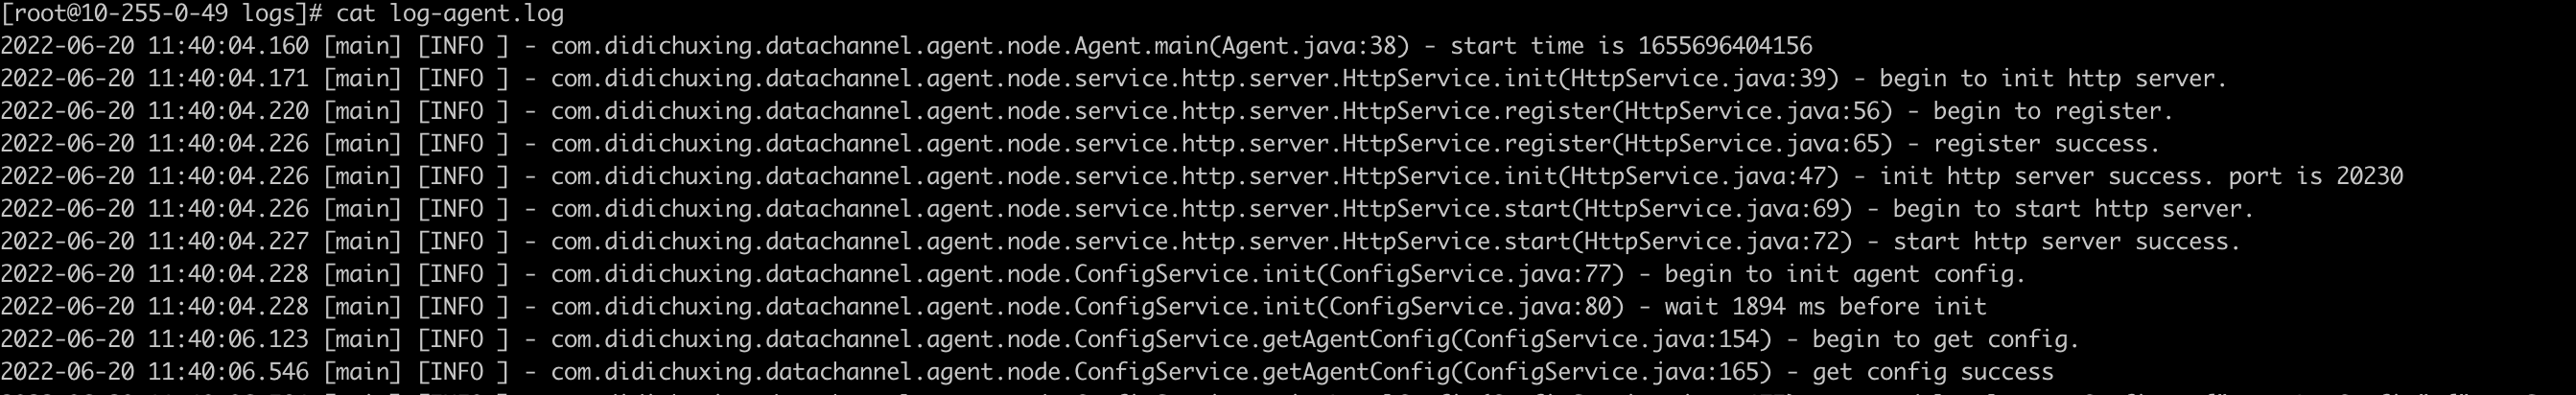 [root@10-255-0-49 logs]# cat log-agent.log
2022-06-20 11:40:04.160 [main] [INFO ] - com.didichuxing.datachannel.agent.node.Agent.main(Agent.java:38) - start time is 1655696404156
2022-06-20 11:40:04.171 [main] [INFO ] - com.didichuxing.datachannel.agent.node.service.http.server.HttpService.init(HttpService.java:39) - begin to init http server.
2022-06-20 11:40:04.220 [main] [INFO ] - com.didichuxing.datachannel.agent.node.service.http.server.HttpService.register(HttpService.java:56) - begin to register.
2022-06-20 11:40:04.226 [main] [INFO ] - com.didichuxing.datachannel.agent.node.service.http.server.HttpService.register(HttpService.java:65) - register success.
2022-06-20 11:40:04.226 [main] [INFO ] - com.didichuxing.datachannel.agent.node.service.http.server.HttpService.init(HttpService.java:47) - init http server success. port is 20230
2022-06-20 11:40:04.226 [main] [INFO ] - com.didichuxing.datachannel.agent.node.service.http.server.HttpService.start(HttpService.java:69) - begin to start http server.
2022-06-20 11:40:04.227 [main] [INFO ] - com.didichuxing.datachannel.agent.node.service.http.server.HttpService.start(HttpService.java:72) - start http server success.
2022-06-20 11:40:04.228 [main] [INFO ] - com.didichuxing.datachannel.agent.node.ConfigService.init(ConfigService.java:77) - begin to init agent config.
2022-06-20 11:40:04.228 [main] [INFO ] - com.didichuxing.datachannel.agent.node.ConfigService.init(ConfigService.java:80) - wait 1894 ms before init
2022-06-20 11:40:06.123 [main] [INFO ] - com.didichuxing.datachannel.agent.node.ConfigService.getAgentConfig(ConfigService.java:154) - begin to get config.
2022-06-20 11:40:06.546 [main] [INFO ] - com.didichuxing.datachannel.agent.node.ConfigService.getAgentConfig(ConfigService.java:165) - get config success